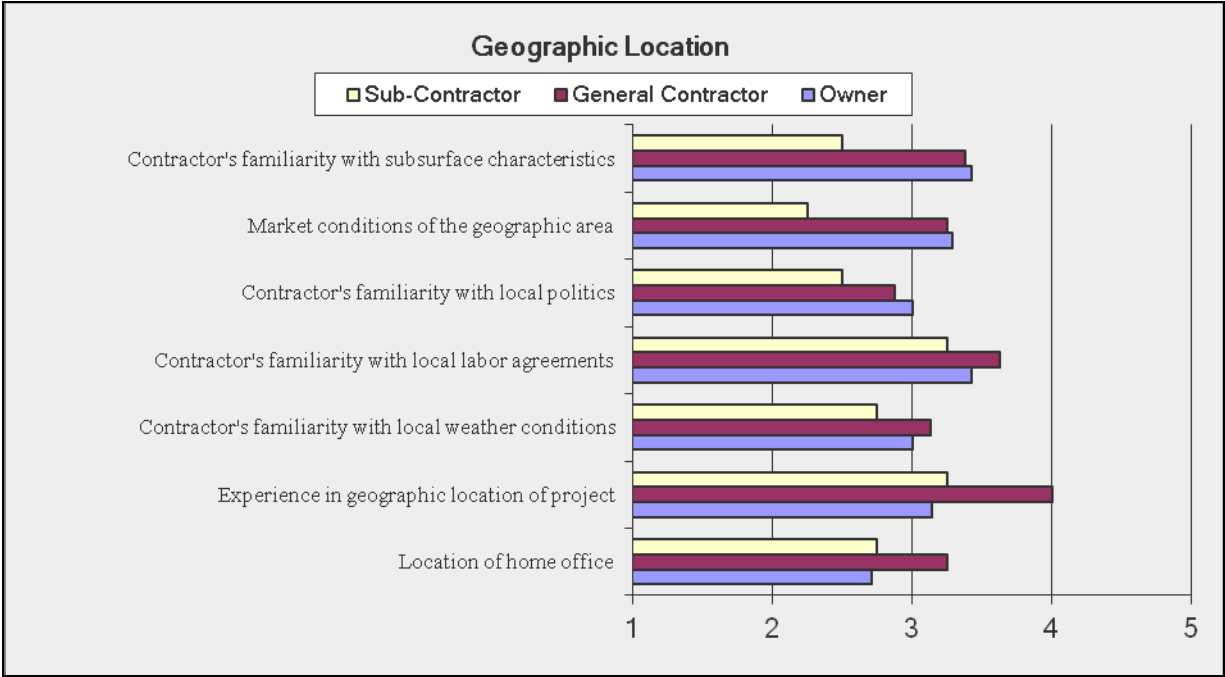 Geographic Location
Sub-Contractor General Contractor Owner
Contractor's familiarity with subsurface characteristics
Market conditions of the geographic area
Contractor's familiarity with local politics
Contractor's familiarity with local labor agreements
Contractor's familiarity with local weather conditions
Experience in geographic location of project
Location of home office
1 2 3 4 5